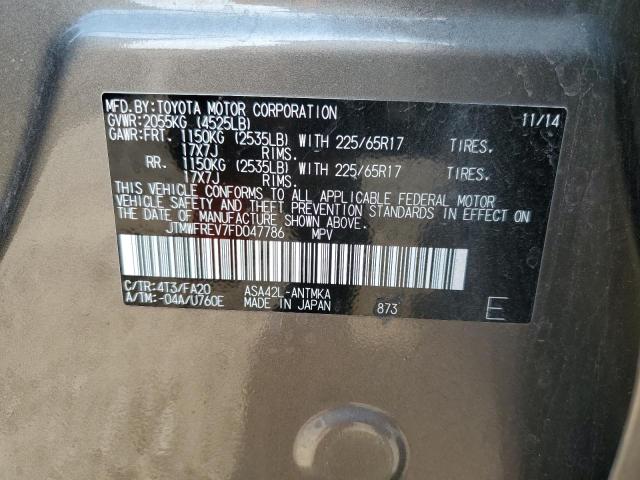 MFD.BY:TOYOTA MOTOR CORPORATION 11/14
GVWR:2055KG (4525LB)
GAWR:FRT. 1150KG (2535LB) WITH 225/65R17 TIRES.
17X7J RIMS.
RR. 1150KG (2535LB) WITH 225/65R17 TIRES.
17X7J RIMS.
THIS VEHICLE CONFORMS TO ALL APPLICABLE FEDERAL MOTOR
VEHICLE SAFETY AND THEFT PREVENTION STANDARDS IN EFFECT ON
THE DATE OF MANUFACTURE SHOWN ABOVE.
JTMWFREV7FD047786 MPV
C/TR:4T3/FA20 ASA42L-ANTMKA
A/TM:-04A/U760E MADE IN JAPAN 873 E